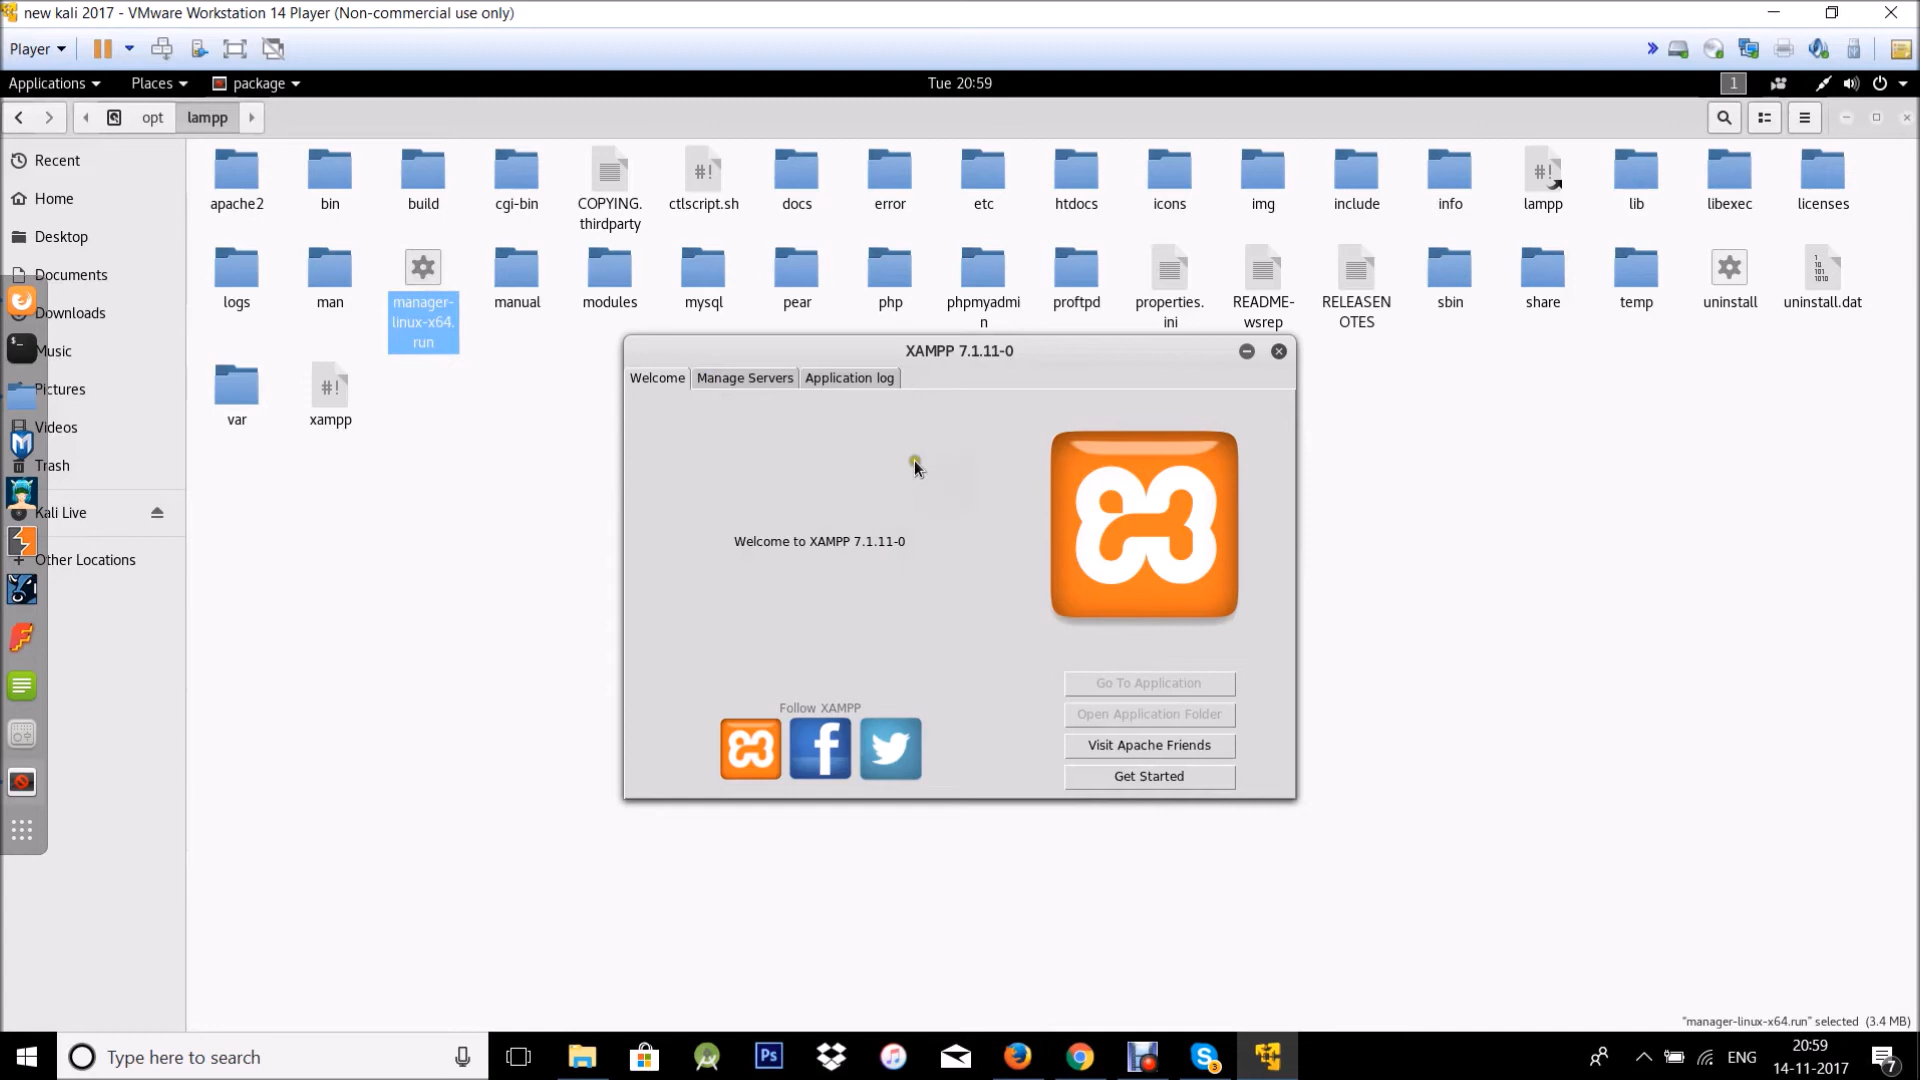 new kali 2017 - VMware Workstation 14 Player (Non-commercial use only)
Player
Applications
Places
package
Tue 20:59
1
opt
lampp
Recent
Home
Desktop
Documents
Downloads
Music
Pictures
Videos
Trash
Kali Live
Other Locations
apache2
bin
build
cgi-bin
COPYING.
thirdparty
ctlscript.sh
docs
error
etc
htdocs
icons
img
include
info
lampp
lib
libexec
licenses
logs
man
manager-
linux-x64.
run
manual
modules
mysql
pear
php
phpmyadmi
n
proftpd
properties.
ini
README-
wsrep
RELEASEN
OTES
sbin
share
temp
uninstall
uninstall.dat
var
xampp
XAMPP 7.1.11-0
Welcome
Manage Servers
Application log
Welcome to XAMPP 7.1.11-0
Follow XAMPP
Go To Application
Open Application Folder
Visit Apache Friends
Get Started
"manager-linux-x64.run" selected (3.4 MB)
Type here to search
Ps
3
ENG
20:59
14-11-2017
7